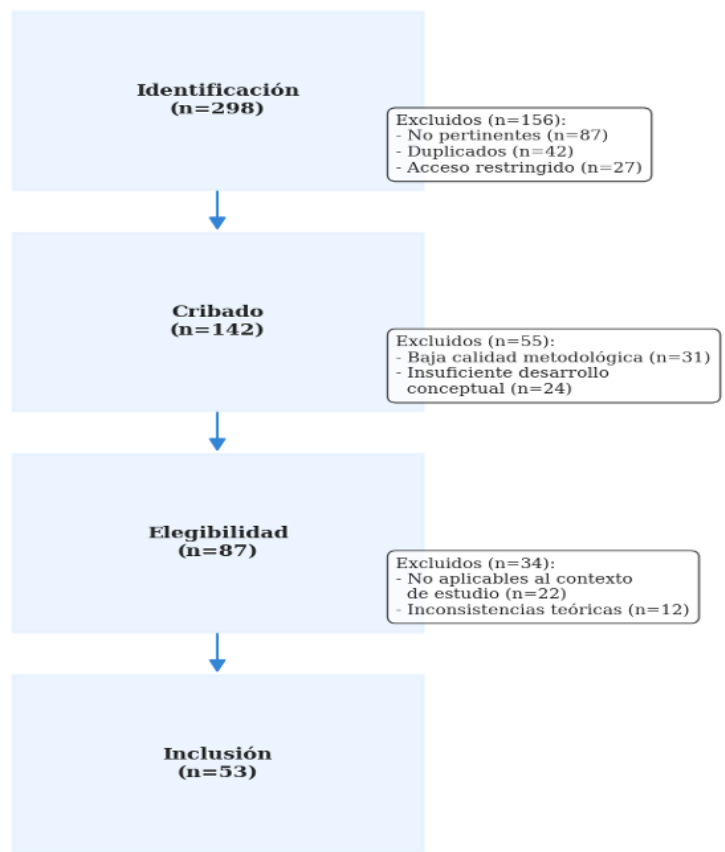 Identificación
(n=298)
Excluidos (n=156):
- No pertinentes (n=87)
- Duplicados (n=42)
- Acceso restringido (n=27)
Cribado
(n=142)
Excluidos (n=55):
- Baja calidad metodológica (n=31)
- Insuficiente desarrollo
conceptual (n=24)
Elegibilidad
(n=87)
Excluidos (n=34):
- No aplicables al contexto
de estudio (n=22)
- Inconsistencias teóricas (n=12)
Inclusión
(n=53)